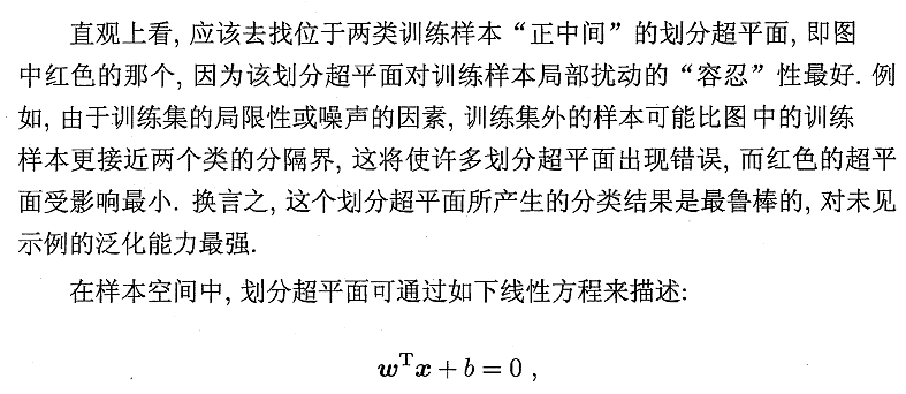 直观上看, 应该去找位于两类训练样本“正中间”的划分超平面, 即图
中红色的那个, 因为该划分超平面对训练样本局部扰动的“容忍”性最好. 例
如, 由于训练集的局限性或噪声的因素, 训练集外的样本可能比图中的训练
样本更接近两个类的分隔界, 这将使许多划分超平面出现错误, 而红色的超平
面受影响最小. 换言之, 这个划分超平面所产生的分类结果是最鲁棒的, 对未见
示例的泛化能力最强.
在样本空间中, 划分超平面可通过如下线性方程来描述:
wᵀx + b = 0 ,